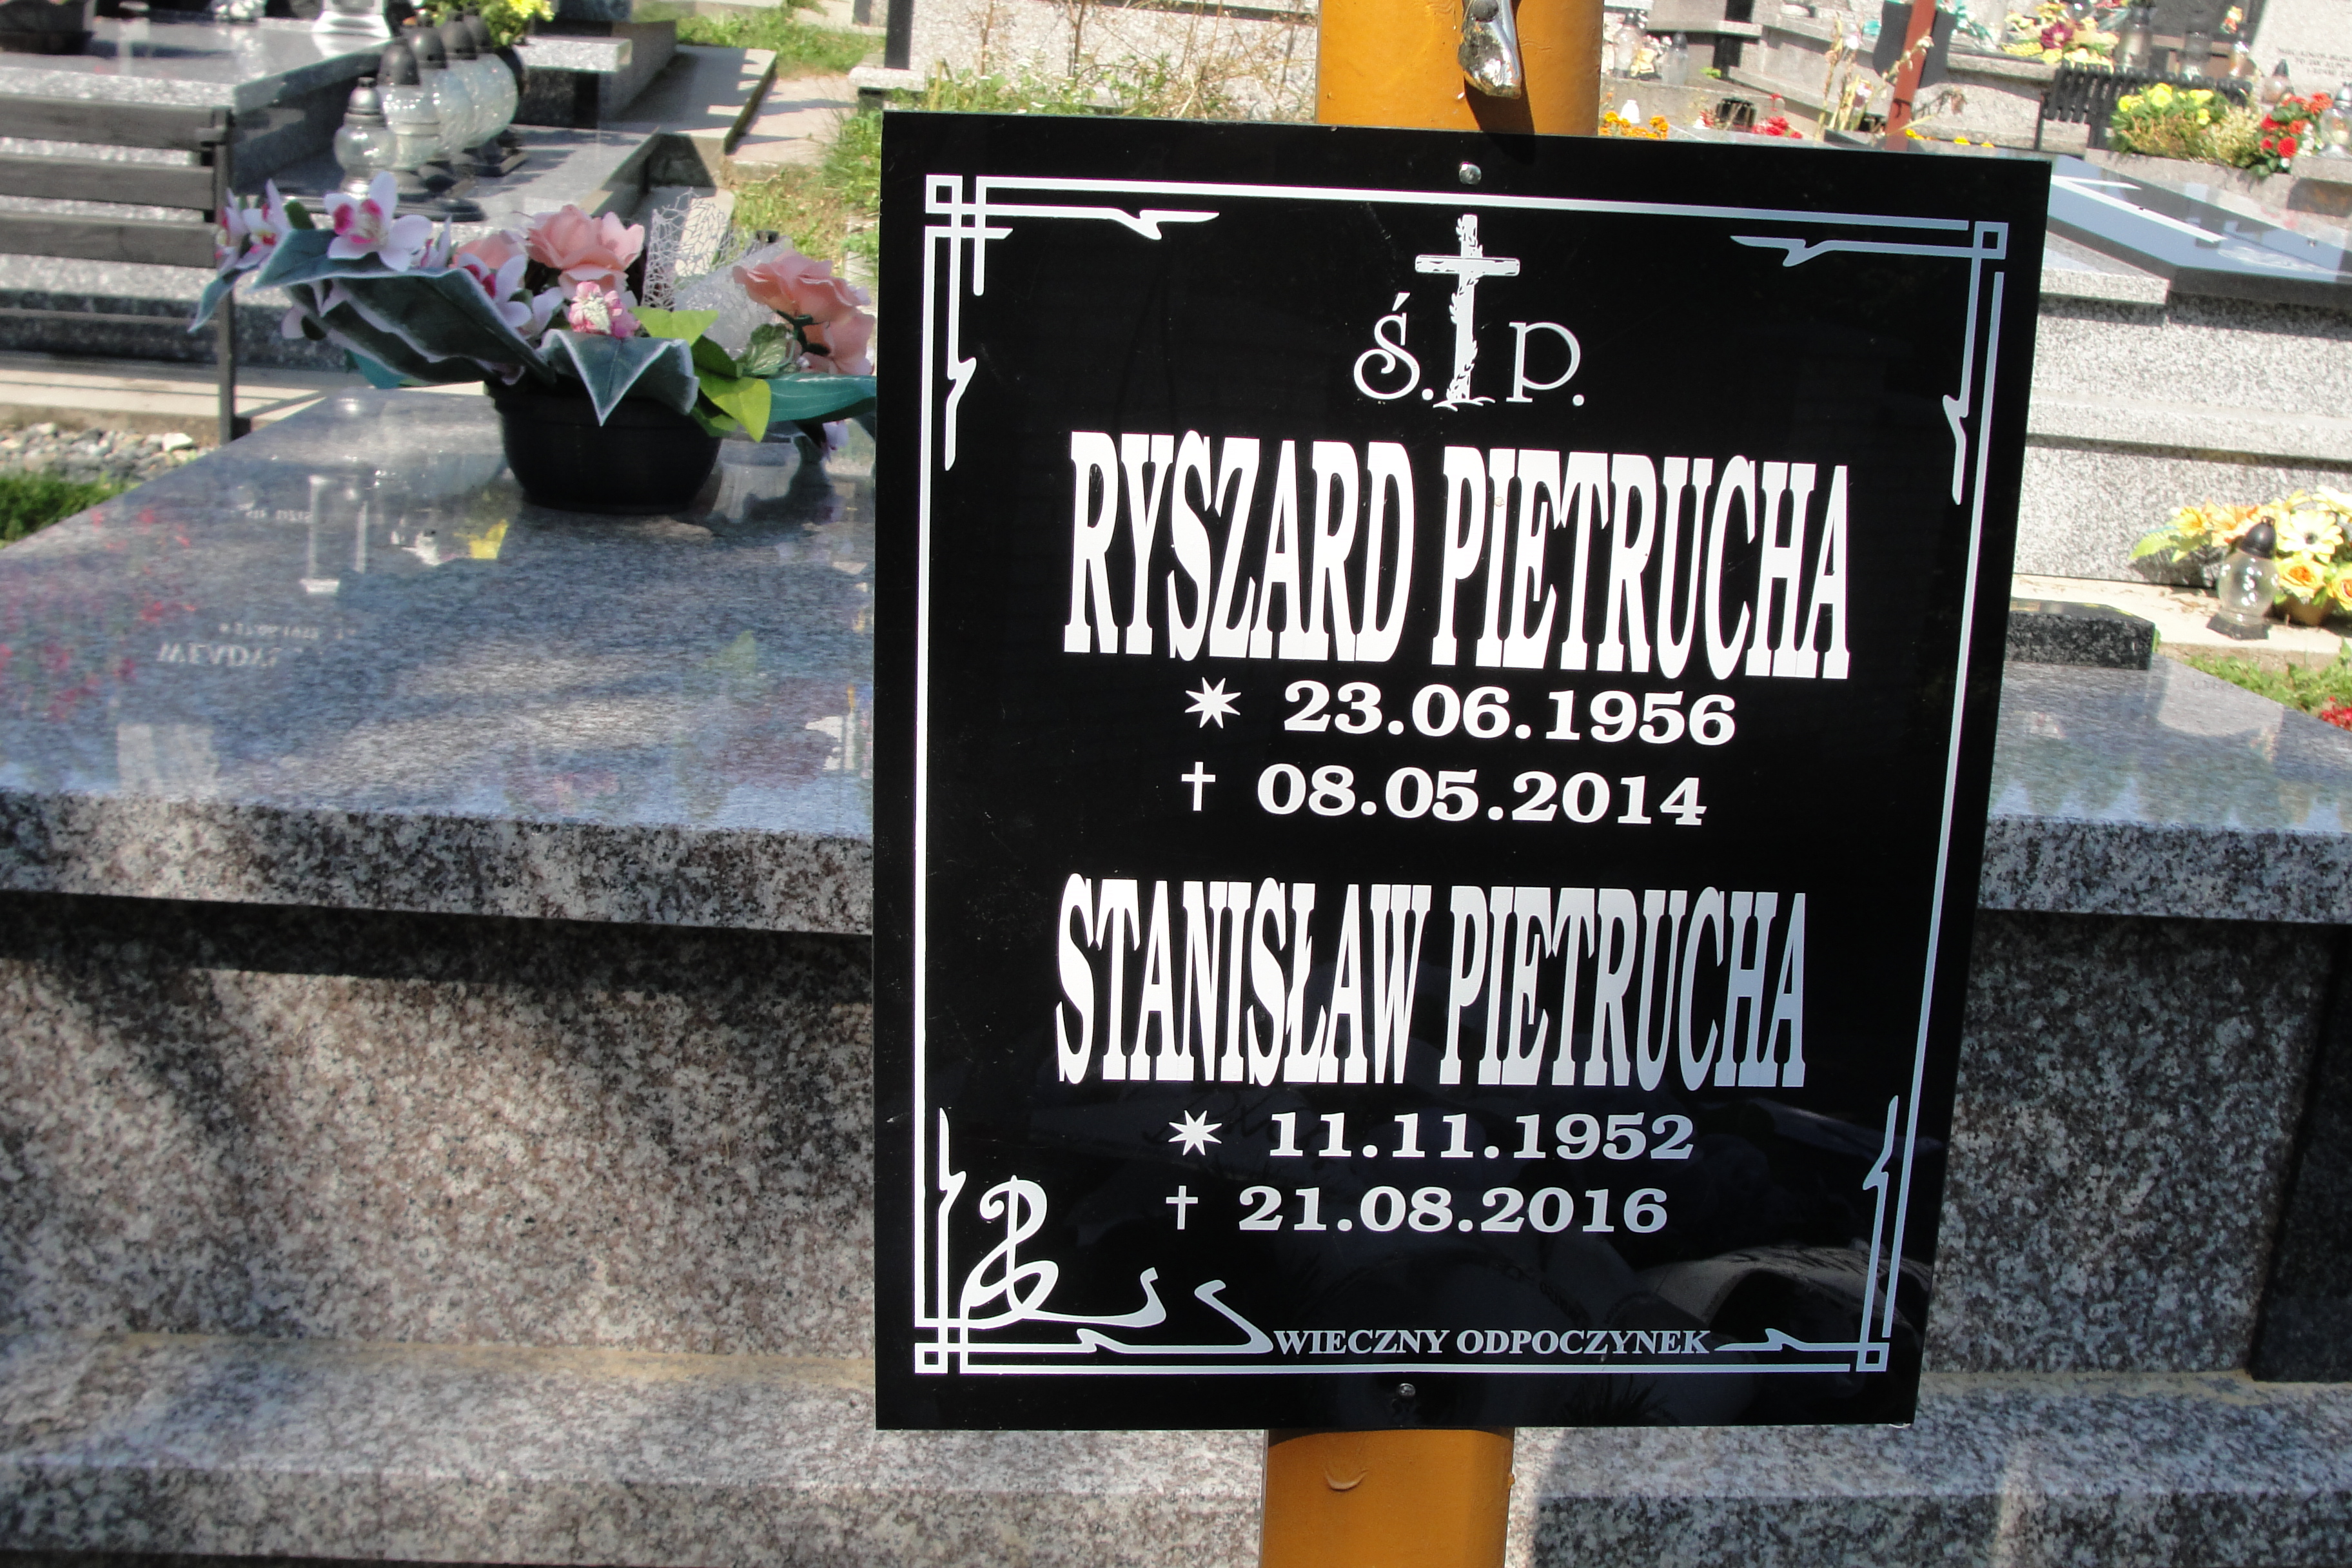 Ś. P.
RYSZARD PIETRUCHA
23.06.1956
08.05.2014
STANISŁAW PIETRUCHA
11.11.1952
21.08.2016
WIECZNY ODPOCZYNEK